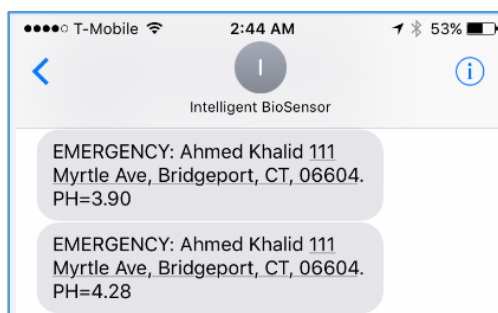 T-Mobile 2:44 AM 53%
I
Intelligent BioSensor
EMERGENCY: Ahmed Khalid 111
Myrtle Ave, Bridgeport, CT, 06604.
PH=3.90
EMERGENCY: Ahmed Khalid 111
Myrtle Ave, Bridgeport, CT, 06604.
PH=4.28